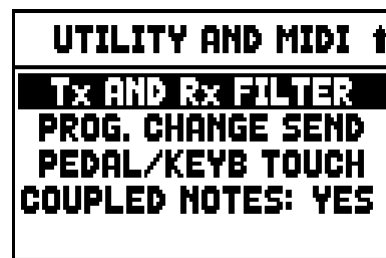 UTILITY AND MIDI
Tx AND Rx FILTER
PROG. CHANGE SEND
PEDAL/KEYB TOUCH
COUPLED NOTES: YES